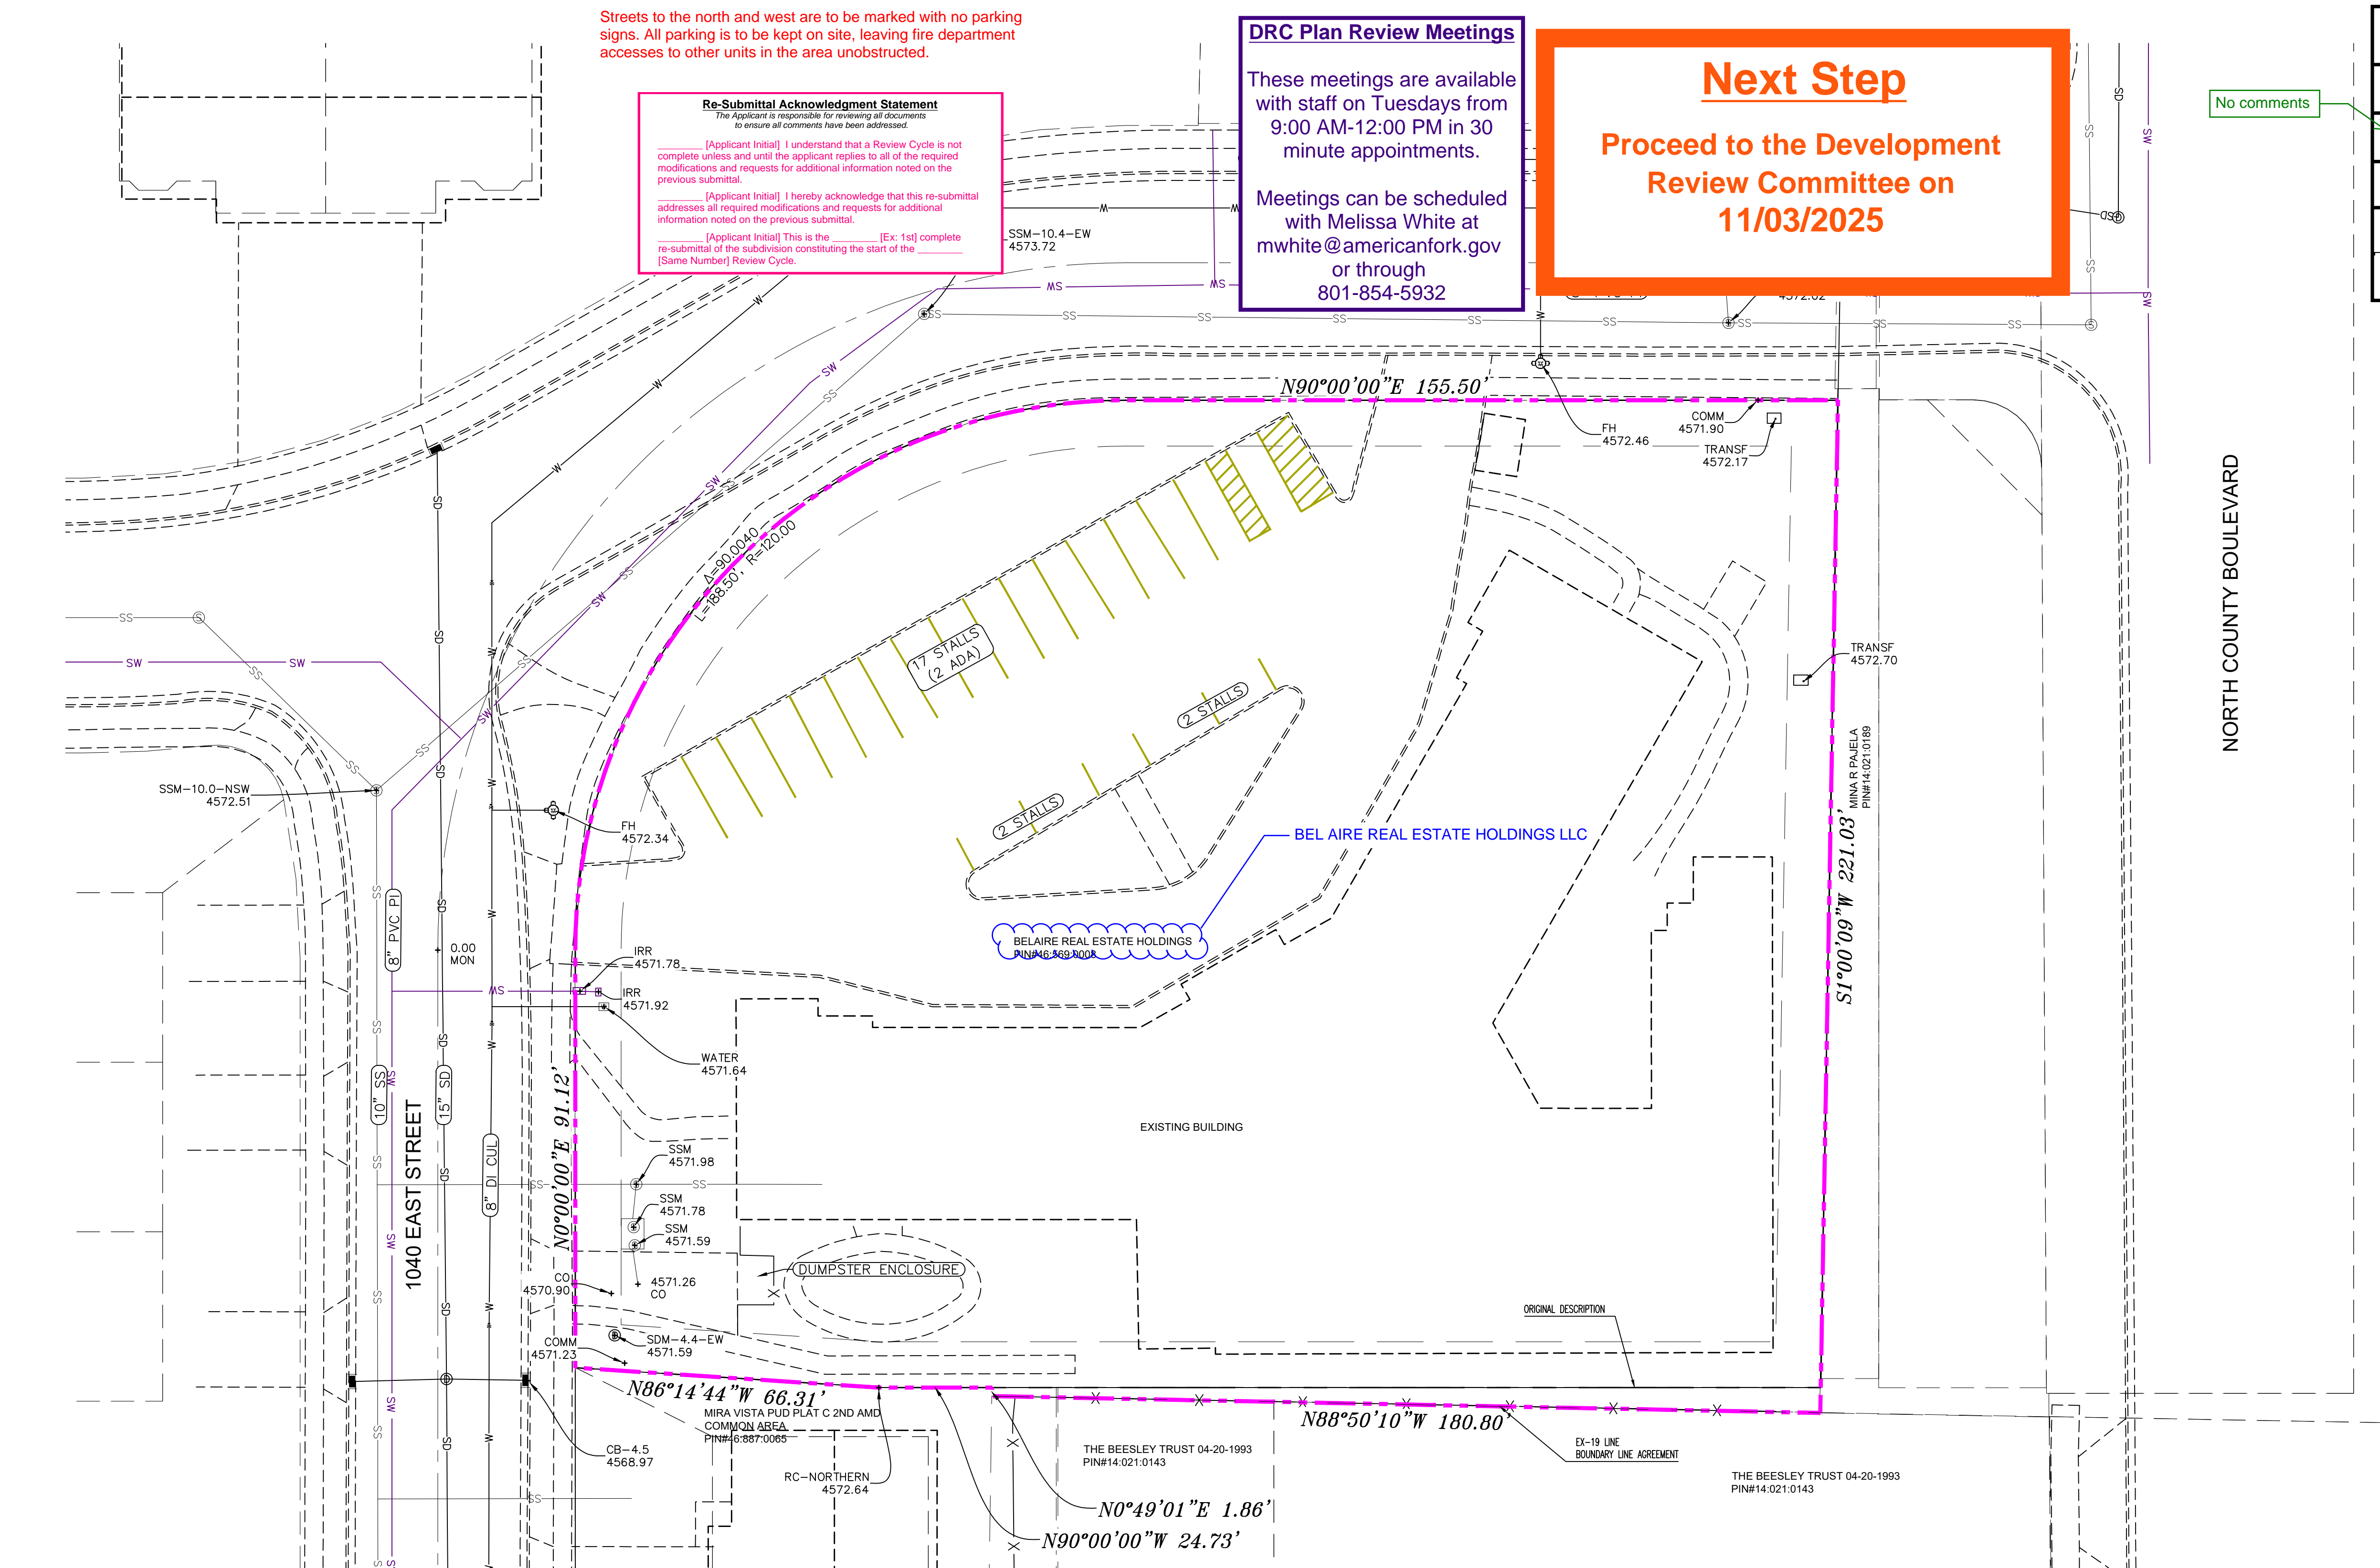 Streets to the north and west are to be marked with no parking
signs. All parking is to be kept on site, leaving fire department
accesses to other units in the area unobstructed.
Re-Submittal Acknowledgment Statement
The Applicant is responsible for reviewing all documents
to ensure all comments have been addressed.
________ [Applicant Initial] I understand that a Review Cycle is not
complete unless and until the applicant replies to all of the required
modifications and requests for additional information noted on the
previous submittal.
________ [Applicant Initial] I hereby acknowledge that this re-submittal
addresses all required modifications and requests for additional
information noted on the previous submittal.
________ [Applicant Initial] This is the ________ [Ex: 1st] complete
re-submittal of the subdivision constituting the start of the ________
[Same Number] Review Cycle.
DRC Plan Review Meetings
These meetings are available
with staff on Tuesdays from
9:00 AM-12:00 PM in 30
minute appointments.
Meetings can be scheduled
with Melissa White at
mwhite@americanfork.gov
or through
801-854-5932
Next Step
Proceed to the Development
Review Committee on
11/03/2025
No comments
SSM-10.4-EW
4573.72
4572.02
N90°00'00"E 155.50'
COMM
4571.90
FH
4572.46
TRANSF
4572.17
Δ=90.0040
L=188.50', R=120.00
17 STALLS
(2 ADA)
2 STALLS
2 STALLS
TRANSF
4572.70
NORTH COUNTY BOULEVARD
MINA R PAJELA
PIN#14:021:0189
S1°00'09"W 221.03'
SSM-10.0-NSW
4572.51
FH
4572.34
BEL AIRE REAL ESTATE HOLDINGS LLC
BELAIRE REAL ESTATE HOLDINGS
PIN#46:569:0008
8" PVC PI
0.00
MON
IRR
4571.78
IRR
4571.92
WATER
4571.64
10" SS
15" SD
8" DI CUL
1040 EAST STREET
N0°00'00"E 91.12'
EXISTING BUILDING
SSM
4571.98
SSM
4571.78
SSM
4571.59
DUMPSTER ENCLOSURE
CO
4570.90
4571.26
CO
ORIGINAL DESCRIPTION
COMM
4571.23
SDM-4.4-EW
4571.59
N86°14'44"W 66.31'
MIRA VISTA PUD PLAT C 2ND AMD
COMMON AREA
PIN#46:887:0065
N88°50'10"W 180.80'
CB-4.5
4568.97
THE BEESLEY TRUST 04-20-1993
PIN#14:021:0143
EX-19 LINE
BOUNDARY LINE AGREEMENT
RC-NORTHERN
4572.64
THE BEESLEY TRUST 04-20-1993
PIN#14:021:0143
N0°49'01"E 1.86'
N90°00'00"W 24.73'